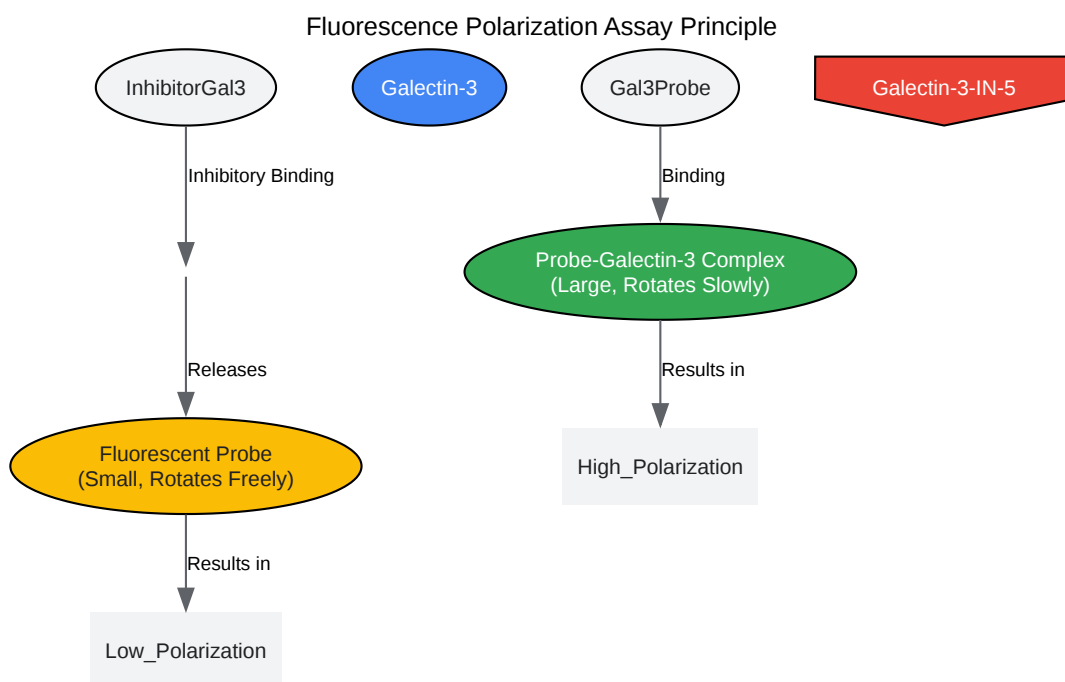 Fluorescence Polarization Assay Principle
InhibitorGal3
Galectin-3
Gal3Probe
Galectin-3-IN-5
Inhibitory Binding
Binding
Probe-Galectin-3 Complex
(Large, Rotates Slowly)
Releases
Results in
Fluorescent Probe
(Small, Rotates Freely)
High_Polarization
Results in
Low_Polarization